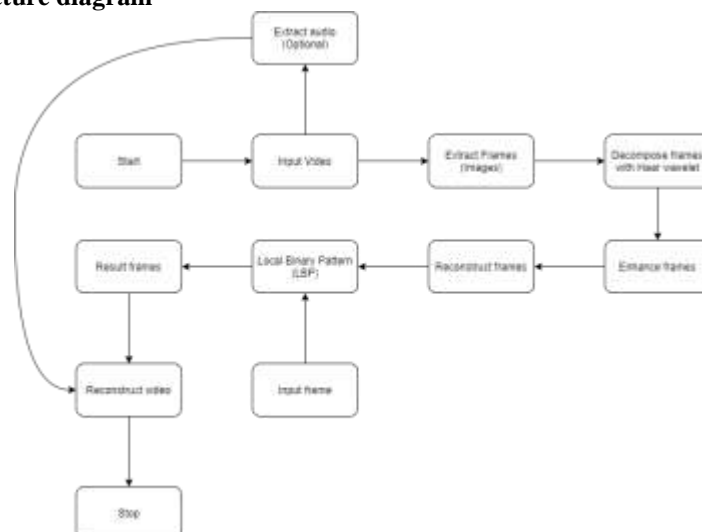 cture diagram
Extract audio
(Optional)
Start
Input Video
Extract Frames
(Images)
Decompose frames
with Haar wavelet
Result frames
Local Binary Pattern
(LBP)
Reconstruct frames
Enhance frames
Reconstruct video
Input frame
Stop